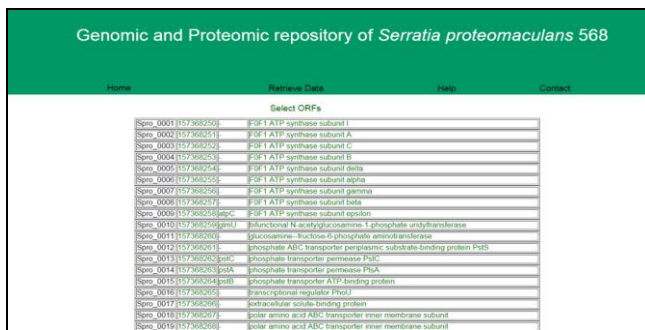 Genomic and Proteomic repository of Serratia proteomaculans 568
Home Retrieve Data Help Contact
Select ORFs
Spro_0001 [157368250]- |F0F1 ATP synthase subunit I
Spro_0002 [157368251]- |F0F1 ATP synthase subunit A
Spro_0003 [157368252]- |F0F1 ATP synthase subunit C
Spro_0004 [157368253]- |F0F1 ATP synthase subunit B
Spro_0005 [157368254]- |F0F1 ATP synthase subunit delta
Spro_0006 [157368255]- |F0F1 ATP synthase subunit alpha
Spro_0007 [157368256]- |F0F1 ATP synthase subunit gamma
Spro_0008 [157368257]- |F0F1 ATP synthase subunit beta
Spro_0009 [157368258]atpC |F0F1 ATP synthase subunit epsilon
Spro_0010 [157368259]glmU |bifunctional N-acetylglucosamine-1-phosphate uridyltransferase
Spro_0011 [157368260]- |glucosamine--fructose-6-phosphate aminotransferase
Spro_0012 [157368261]- |phosphate ABC transporter periplasmic substrate-binding protein PstS
Spro_0013 [157368262]pstC |phosphate transporter permease PstC
Spro_0014 [157368263]pstA |phosphate transporter permease PtsA
Spro_0015 [157368264]pstB |phosphate transporter ATP-binding protein
Spro_0016 [157368265]- |transcriptional regulator PhoU
Spro_0017 [157368266]- |extracellular solute-binding protein
Spro_0018 [157368267]- |polar amino acid ABC transporter inner membrane subunit
Spro_0019 [157368268]- |polar amino acid ABC transporter inner membrane subunit